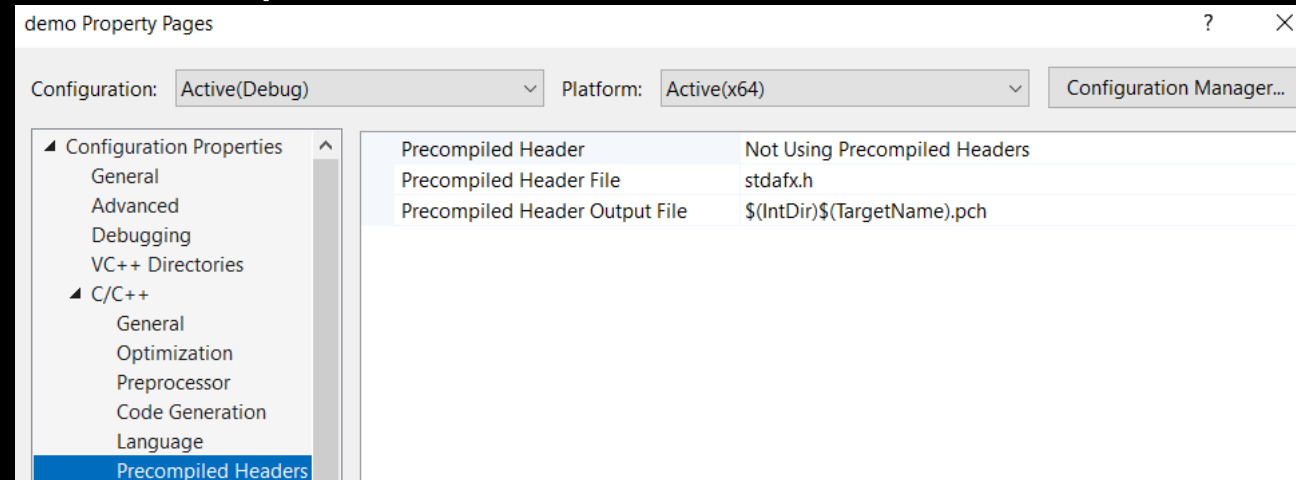 demo Property Pages ?
Configuration: Active(Debug) Platform: Active(x64) Configuration Manager...
Configuration Properties
General
Advanced
Debugging
VC++ Directories
C/C++
General
Optimization
Preprocessor
Code Generation
Language
Precompiled Headers
Precompiled Header Not Using Precompiled Headers
Precompiled Header File stdafx.h
Precompiled Header Output File $(IntDir)$(TargetName).pch